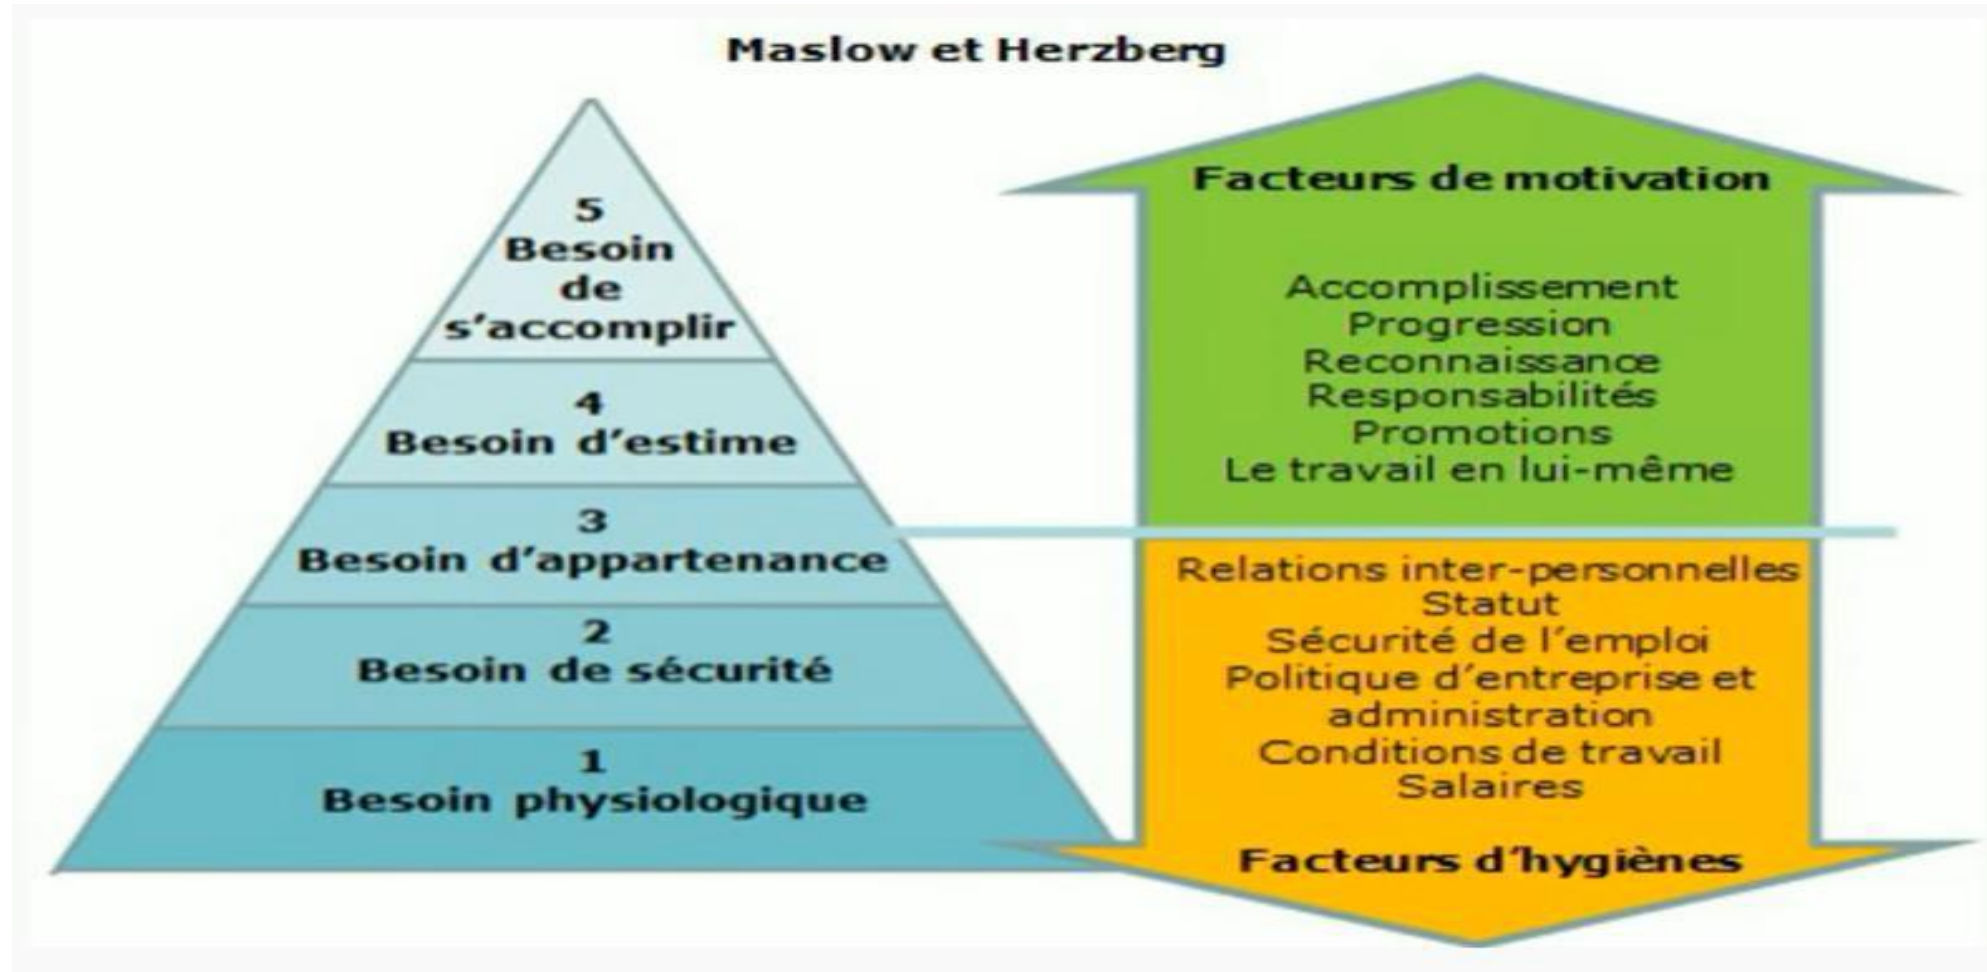 Maslow et Herzberg
5
Besoin
de
s’accomplir
4
Besoin d’estime
3
Besoin d’appartenance
2
Besoin de sécurité
1
Besoin physiologique
Facteurs de motivation
Accomplissement
Progression
Reconnaissance
Responsabilités
Promotions
Le travail en lui-même
Relations inter-personnelles
Statut
Sécurité de l’emploi
Politique d’entreprise et
administration
Conditions de travail
Salaires
Facteurs d’hygiènes